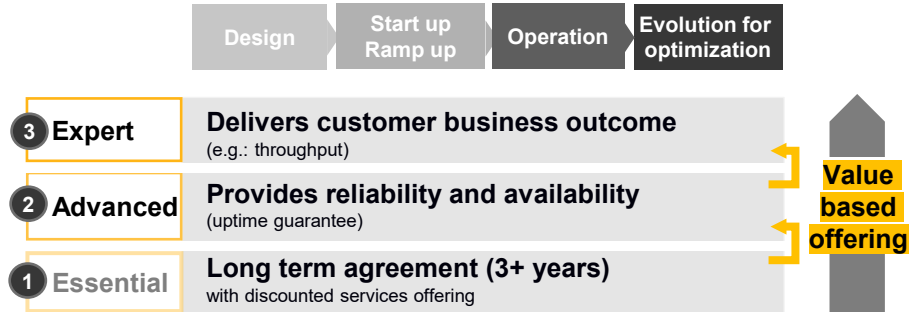 Design
Start up
Ramp up
Operation
Evolution for
optimization
3 Expert
Delivers customer business outcome
(e.g.: throughput)
2 Advanced
Provides reliability and availability
(uptime guarantee)
1 Essential
Long term agreement (3+ years)
with discounted services offering
Value
based
offering